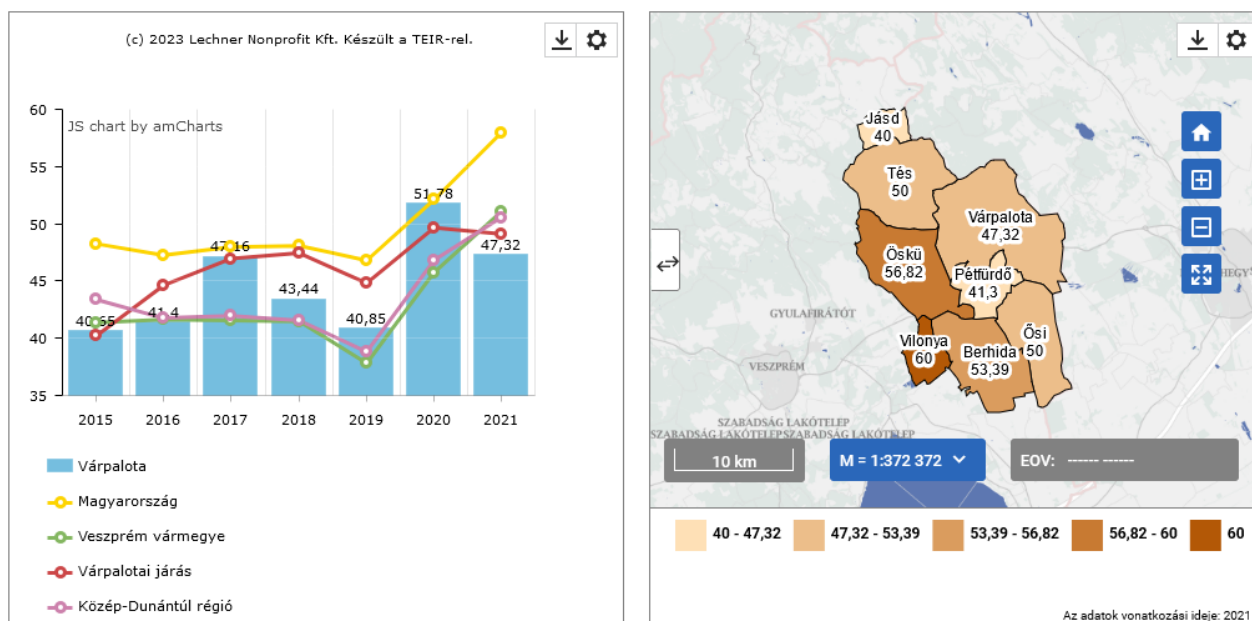 (c) 2023 Lechner Nonprofit Kft. Készült a TEIR-rel.
JS chart by amCharts
60
55
50
45
40
35
40,65
41,4
47,16
43,44
40,85
51,78
47,32
2015
2016
2017
2018
2019
2020
2021
Várpalota
Magyarország
Veszprém vármegye
Várpalotai járás
Közép-Dunántúl régió
Jásd
40
Tés
50
Várpalota
47,32
Öskü
56,82
Pétfürdő
41,3
Vilonya
60
Berhida
53,39
Ősi
50
GYULAFIRÁTÓT
VESZPRÉM
SZABADSÁG LAKÓTELEP
SZABADSÁG LAKÓTELEP
SZABADSÁG LAKÓTELEP
10 km
M = 1:372 372
EOV: ------ ------
40 - 47,32
47,32 - 53,39
53,39 - 56,82
56,82 - 60
60
Az adatok vonatkozási ideje: 2021